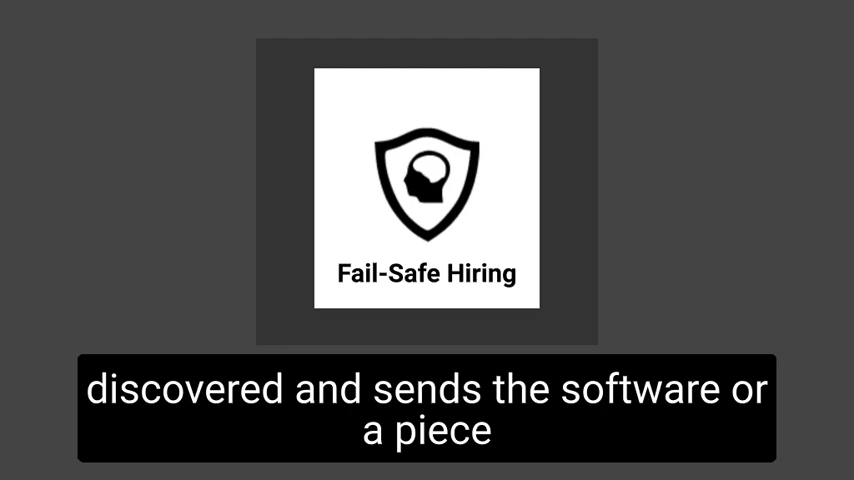 Fail-Safe Hiring
discovered and sends the software or
a piece